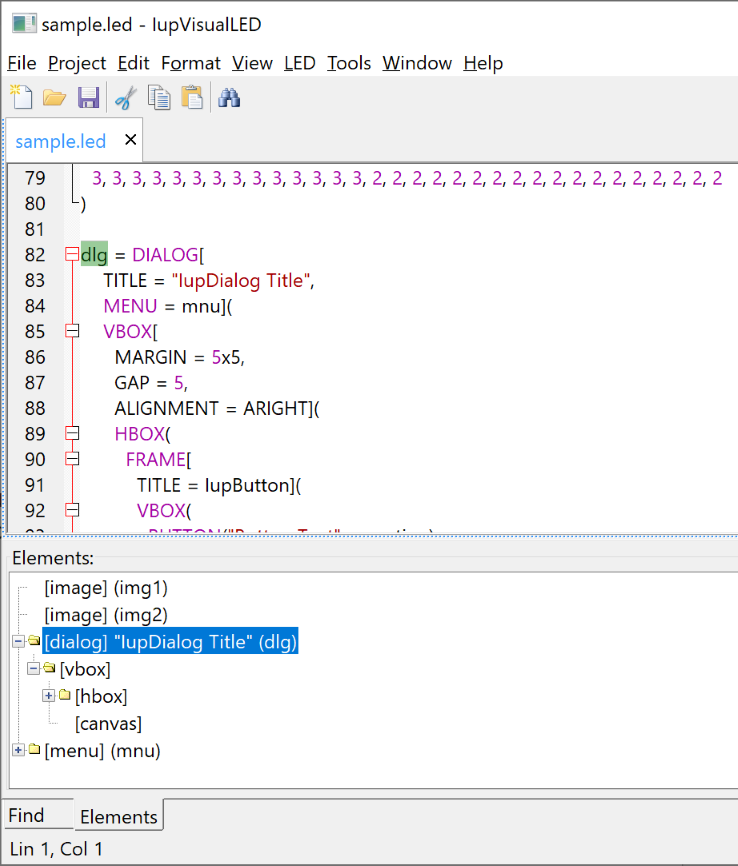 sample.led - IupVisualLED
File Project Edit Format View LED Tools Window Help
sample.led ×
79 3, 3, 3, 3, 3, 3, 3, 3, 3, 3, 3, 3, 3, 3, 2, 2, 2, 2, 2, 2, 2, 2, 2, 2, 2, 2, 2, 2, 2, 2, 2, 2
80 )
81
82 dlg = DIALOG[
83 TITLE = "IupDialog Title",
84 MENU = mnu](
85 VBOX[
86 MARGIN = 5x5,
87 GAP = 5,
88 ALIGNMENT = ARIGHT](
89 HBOX(
90 FRAME[
91 TITLE = IupButton](
92 VBOX(
Elements:
[image] (img1)
[image] (img2)
[dialog] "IupDialog Title" (dlg)
[vbox]
[hbox]
[canvas]
[menu] (mnu)
Find Elements
Lin 1, Col 1